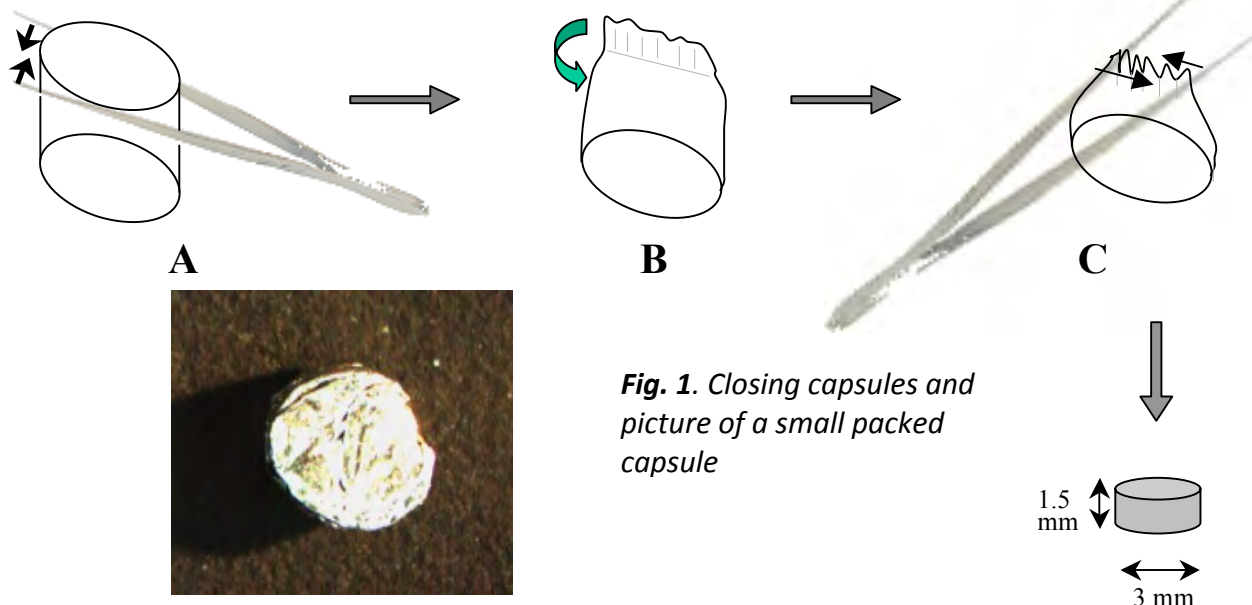 A
B
C
Fig. 1. Closing capsules and
picture of a small packed
capsule
1.5
mm
3 mm